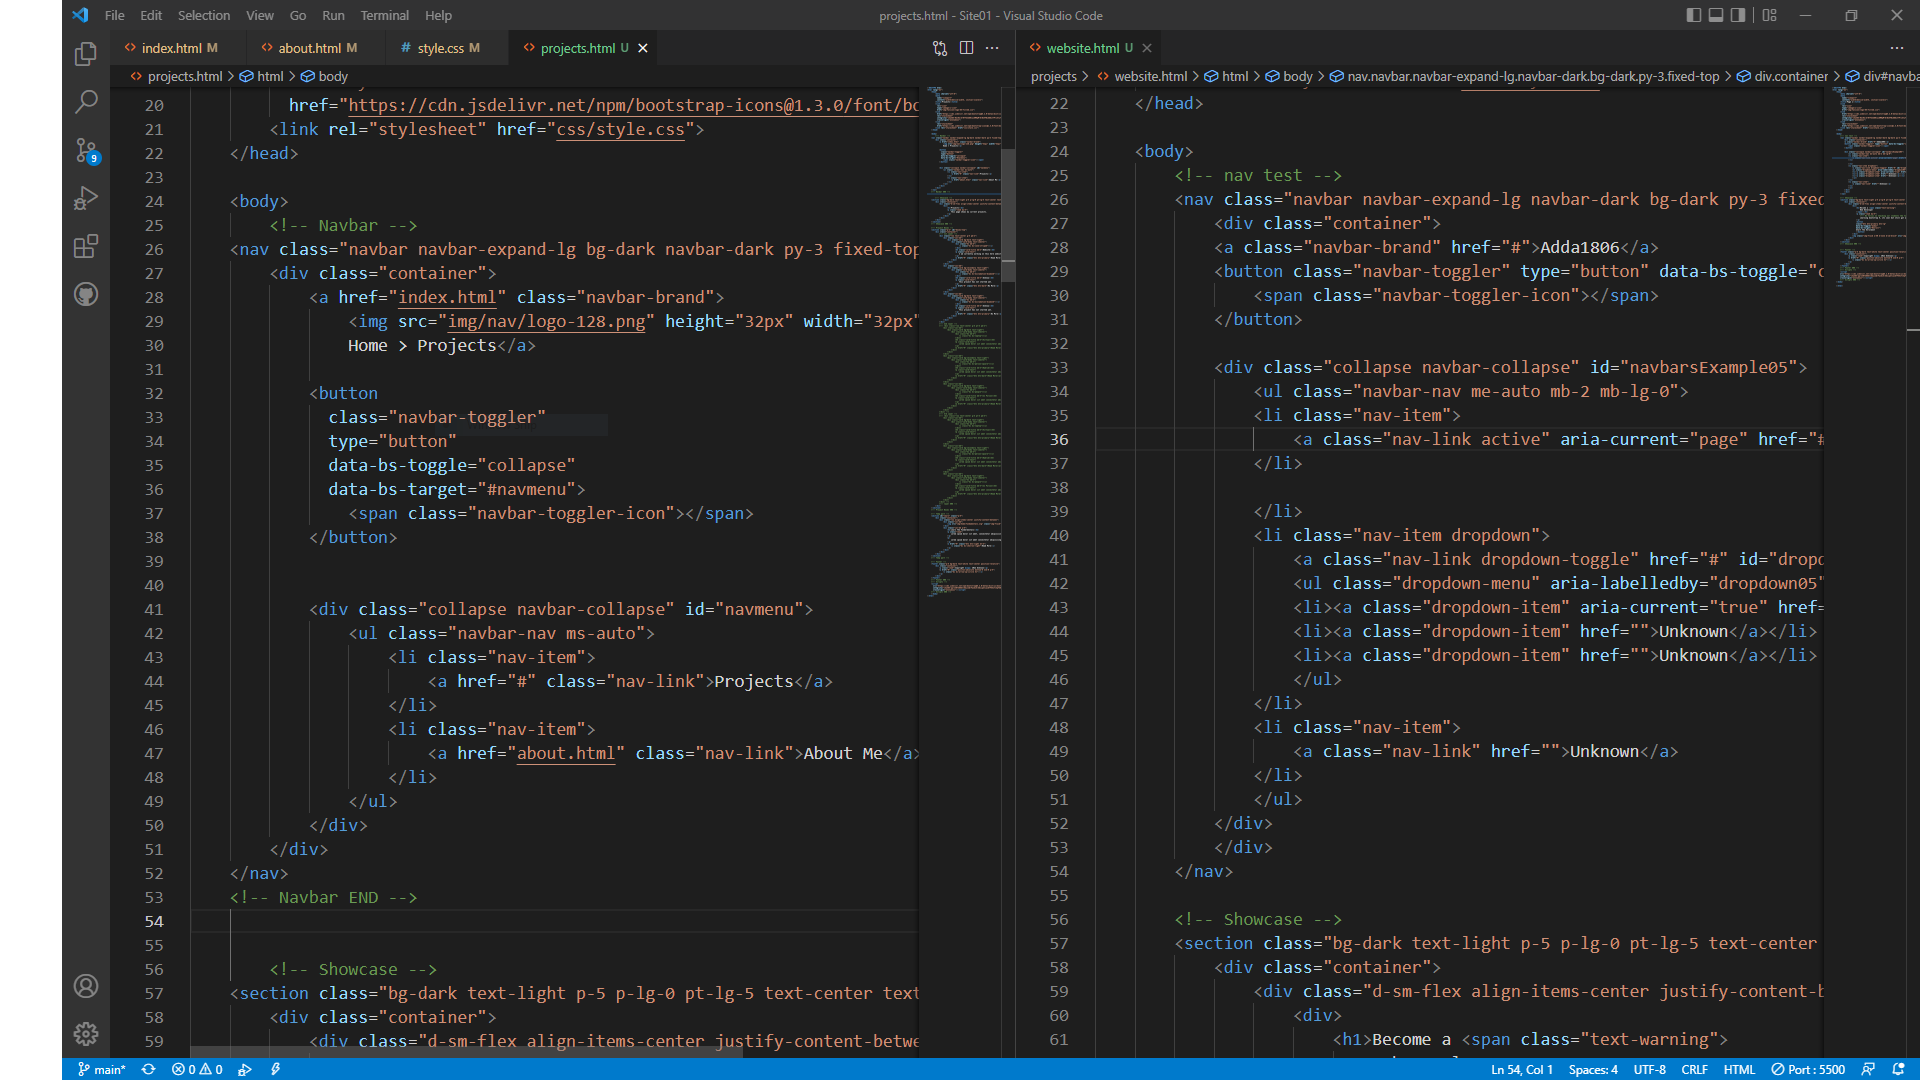 File Edit Selection View Go Run Terminal Help
projects.html - Site01 - Visual Studio Code
index.html M
about.html M
# style.css M
projects.html U
projects.html > html > body
20 href="https://cdn.jsdelivr.net/npm/bootstrap-icons@1.3.0/font/bo
21 <link rel="stylesheet" href="css/style.css">
22 </head>
23
24 <body>
25 <!-- Navbar -->
26 <nav class="navbar navbar-expand-lg bg-dark navbar-dark py-3 fixed-top
27 <div class="container">
28 <a href="index.html" class="navbar-brand">
29 <img src="img/nav/logo-128.png" height="32px" width="32px"
30 Home > Projects</a>
31
32 <button
33 class="navbar-toggler"
34 type="button"
35 data-bs-toggle="collapse"
36 data-bs-target="#navmenu">
37 <span class="navbar-toggler-icon"></span>
38 </button>
39
40
41 <div class="collapse navbar-collapse" id="navmenu">
42 <ul class="navbar-nav ms-auto">
43 <li class="nav-item">
44 <a href="#" class="nav-link">Projects</a>
45 </li>
46 <li class="nav-item">
47 <a href="about.html" class="nav-link">About Me</a>
48 </li>
49 </ul>
50 </div>
51 </div>
52 </nav>
53 <!-- Navbar END -->
54
55
56 <!-- Showcase -->
57 <section class="bg-dark text-light p-5 p-lg-0 pt-lg-5 text-center text
58 <div class="container">
59 <div class="d-sm-flex align-items-center justify-content-betwe
website.html U
projects > website.html > html > body > nav.navbar.navbar-expand-lg.navbar-dark.bg-dark.py-3.fixed-top > div.container > div#navba
22 </head>
23
24 <body>
25 <!-- nav test -->
26 <nav class="navbar navbar-expand-lg navbar-dark bg-dark py-3 fixed
27 <div class="container">
28 <a class="navbar-brand" href="#">Adda1806</a>
29 <button class="navbar-toggler" type="button" data-bs-toggle="c
30 <span class="navbar-toggler-icon"></span>
31 </button>
32
33 <div class="collapse navbar-collapse" id="navbarsExample05">
34 <ul class="navbar-nav me-auto mb-2 mb-lg-0">
35 <li class="nav-item">
36 <a class="nav-link active" aria-current="page" href="#
37 </li>
38
39 </li>
40 <li class="nav-item dropdown">
41 <a class="nav-link dropdown-toggle" href="#" id="dropd
42 <ul class="dropdown-menu" aria-labelledby="dropdown05"
43 <li><a class="dropdown-item" aria-current="true" href=
44 <li><a class="dropdown-item" href="">Unknown</a></li>
45 <li><a class="dropdown-item" href="">Unknown</a></li>
46 </ul>
47 </li>
48 <li class="nav-item">
49 <a class="nav-link" href="">Unknown</a>
50 </li>
51 </ul>
52 </div>
53 </div>
54 </nav>
55
56 <!-- Showcase -->
57 <section class="bg-dark text-light p-5 p-lg-0 pt-lg-5 text-center
58 <div class="container">
59 <div class="d-sm-flex align-items-center justify-content-b
60 <div>
61 <h1>Become a <span class="text-warning">
9
main* 0 0
Ln 54, Col 1 Spaces: 4 UTF-8 CRLF HTML Port : 5500